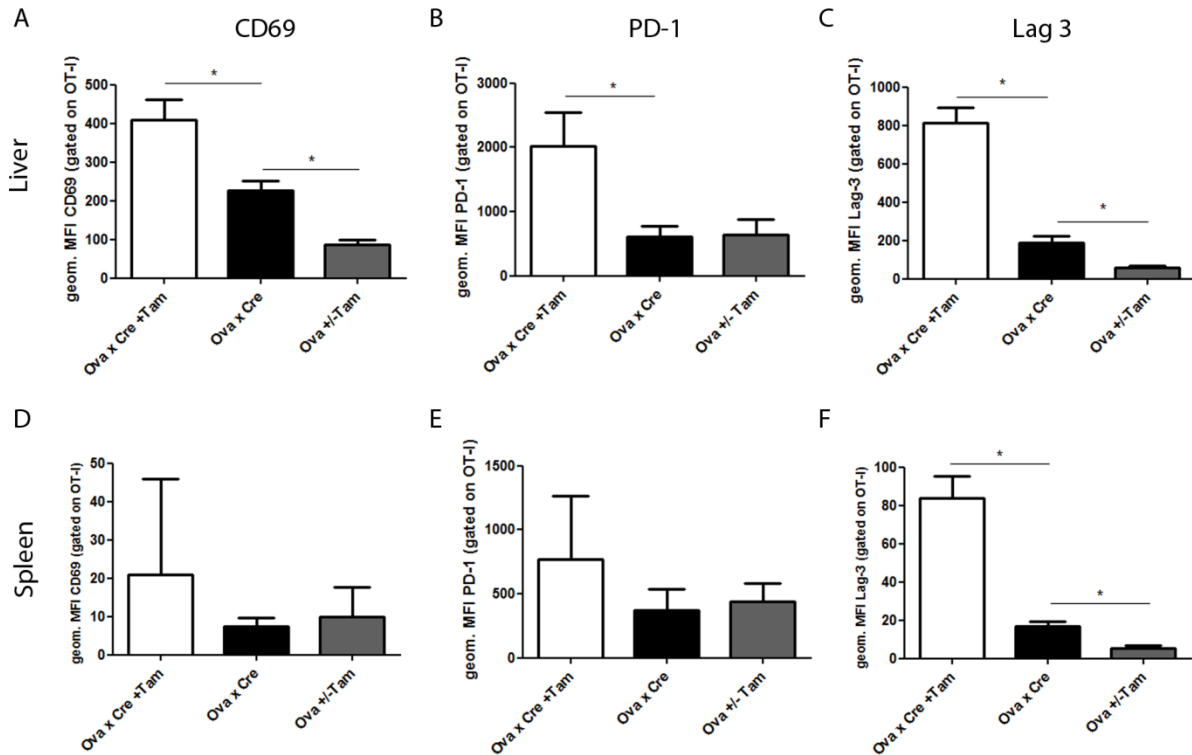 A
CD69
B
PD-1
C
Lag 3
Liver
geom. MFI CD69 (gated on OT-I)
500
400
300
200
100
0
*
*
Ova x Cre +Tam
Ova x Cre
Ova +/-Tam
geom. MFI PD-1 (gated on OT-I)
3000
2000
1000
0
*
Ova x Cre +Tam
Ova x Cre
Ova +/- Tam
geom. MFI Lag-3 (gated on OT-I)
1000
800
600
400
200
0
*
*
Ova x Cre +Tam
Ova x Cre
Ova +/-Tam
D
E
F
Spleen
geom. MFI CD69 (gated on OT-I)
50
40
30
20
10
0
Ova x Cre +Tam
Ova x Cre
Ova +/-Tam
geom. MFI PD-1 (gated on OT-I)
1500
1000
500
0
Ova x Cre +Tam
Ova x Cre
Ova +/- Tam
geom. MFI Lag-3 (gated on OT-I)
100
80
60
40
20
0
*
*
Ova x Cre +Tam
Ova x Cre
Ova +/-Tam